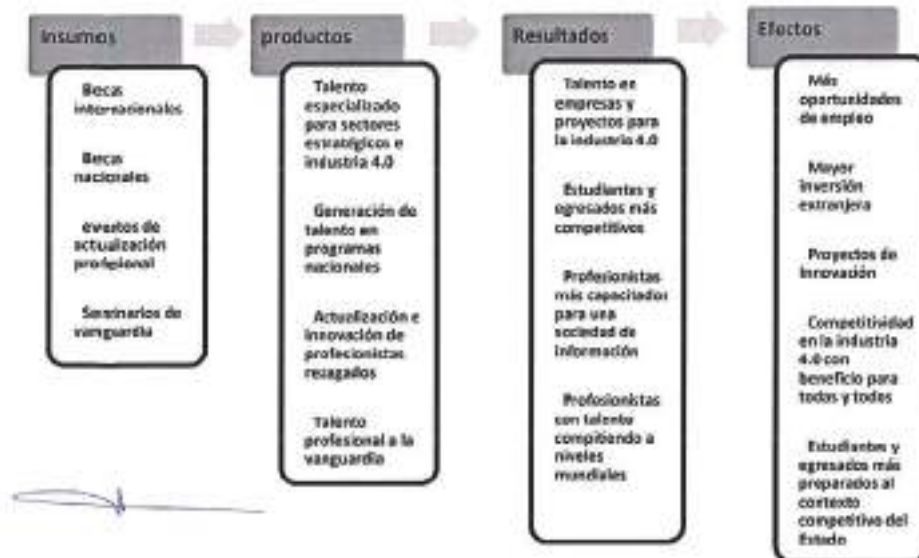 Insumos
Becas
internacionales
Becas
nacionales
eventos de
actualización
profesional
Seminarios de
vanguardia
productos
Talento
especializado
para sectores
estratégicos e
industria 4.0
Generación de
talento en
programas
nacionales
Actualización e
innovación de
profesionistas
rezagados
Talento
profesional a la
vanguardia
Resultados
Talento en
empresas y
proyectos para
la industria 4.0
Estudiantes y
egresados más
competitivos
Profesionistas
más capacitados
para una
sociedad de
información
Profesionistas
con talento
compitiendo a
niveles
mundiales
Efectos
Más
oportunidades
de empleo
Mayor
inversión
extranjera
Proyectos de
Innovación
Competitividad
en la industria
4.0 con
beneficio para
todas y todos
Estudiantes y
egresados más
preparados al
contexto
competitivo del
Estado